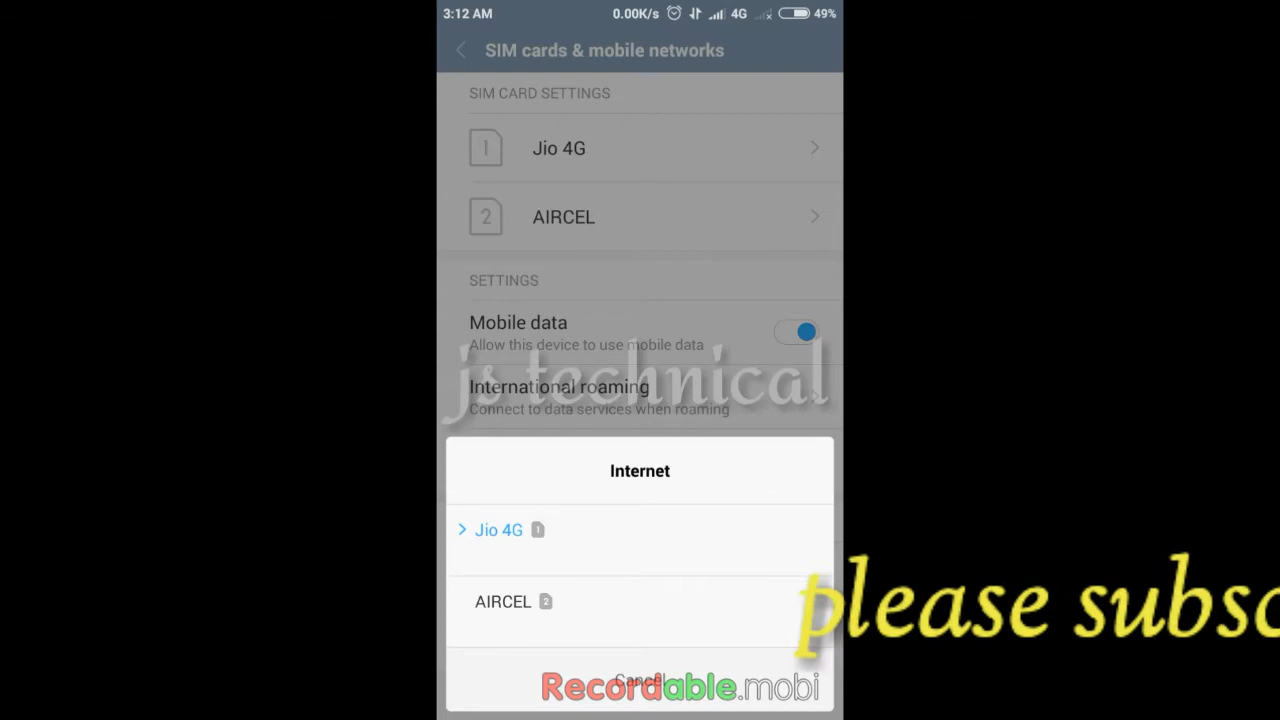 3:12 AM 0.00K/s 4G 49%
SIM cards & mobile networks
SIM CARD SETTINGS
1 Jio 4G
2 AIRCEL
SETTINGS
Mobile data
Allow this device to use mobile data
js technical
International roaming
Connect to data services when roaming
Internet
Jio 4G 1
AIRCEL 2
please subsc
Cancel
Recordable.mobi